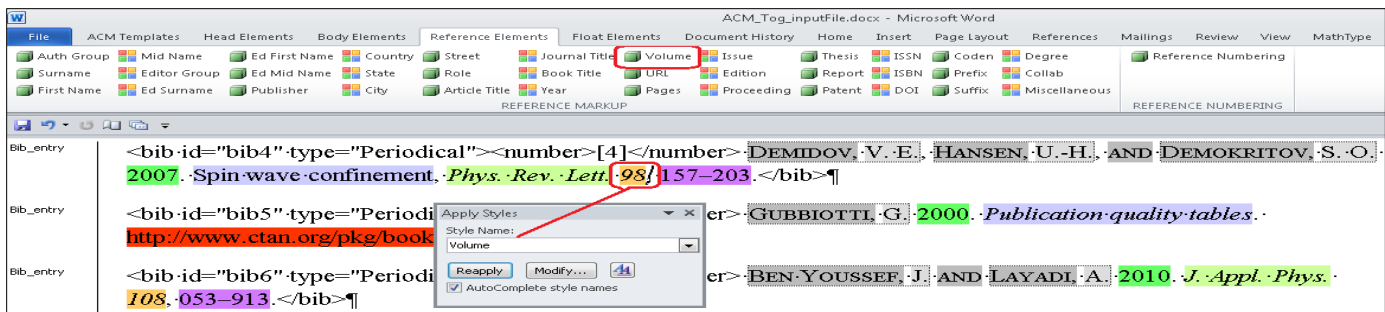 W ACM_Tog_inputFile.docx - Microsoft Word
File ACM Templates Head Elements Body Elements Reference Elements Float Elements Document History Home Insert Page Layout References Mailings Review View MathType
Auth Group Mid Name Ed First Name Country Street Journal Title Volume Issue Thesis ISSN Coden Degree Reference Numbering
Surname Editor Group Ed Mid Name State Role Book Title URL Edition Report ISBN Prefix Collab
First Name Ed Surname Publisher City Article Title Year Pages Proceeding Patent DOI Suffix Miscellaneous
REFERENCE MARKUP REFERENCE NUMBERING
Bib_entry <bib·id="bib4"·type="Periodical"><number>[4]</number>·DEMIDOV,·V.·E.,·HANSEN,·U.-H.,·AND·DEMOKRITOV,·S.·O.·
2007.·Spin·wave·confinement,·Phys.·Rev.·Lett.·98,·157–203.</bib>¶
Bib_entry <bib·id="bib5"·type="Periodi er>·GUBBIOTTI,·G.·2000.·Publication·quality·tables.·
http://www.ctan.org/pkg/book
Apply Styles
Style Name:
Volume
Reapply Modify...
AutoComplete style names
Bib_entry <bib·id="bib6"·type="Periodi er>·BEN·YOUSSEF,·J.·AND·LAYADI,·A.·2010.·J.·Appl.·Phys.·
108,·053–913.</bib>¶